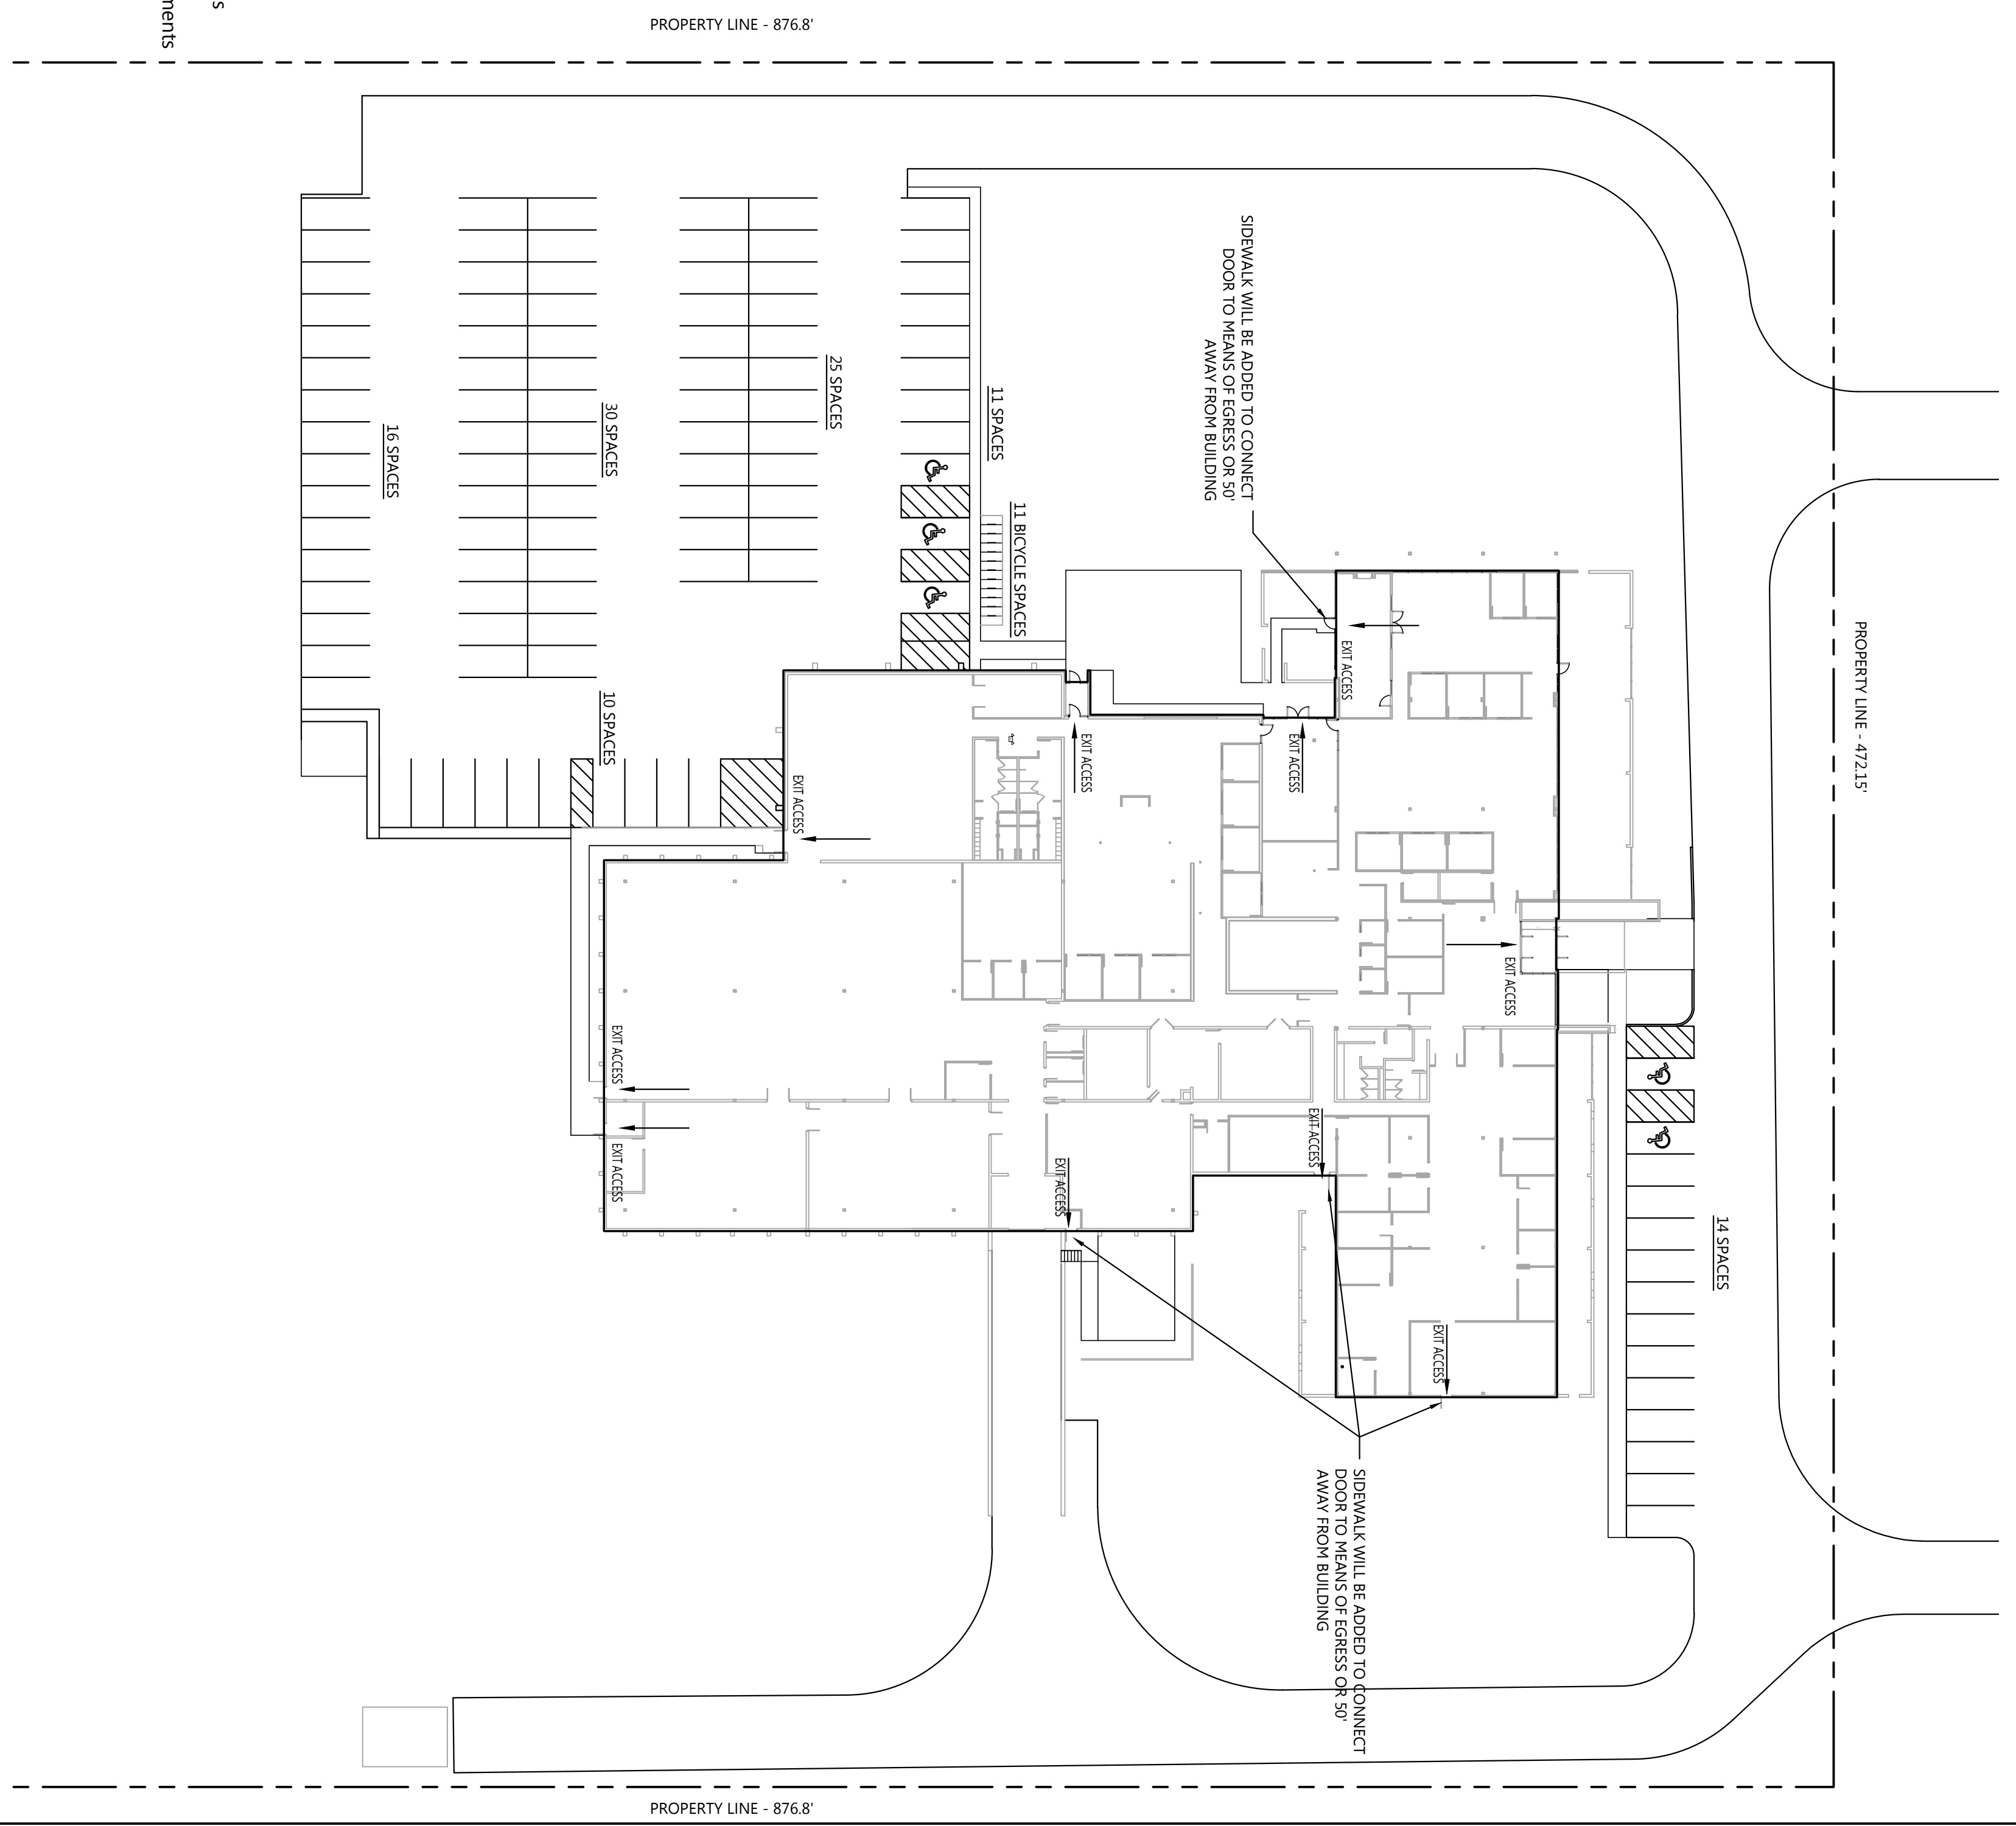 ments
s
PROPERTY LINE - 876.8'
SIDEWALK WILL BE ADDED TO CONNECT
DOOR TO MEANS OF EGRESS OR 50'
AWAY FROM BUILDING
PROPERTY LINE - 472.15'
16 SPACES
30 SPACES
25 SPACES
11 SPACES
11 BICYCLE SPACES
10 SPACES
EXIT ACCESS
EXIT ACCESS
EXIT ACCESS
EXIT ACCESS
EXIT ACCESS
EXIT ACCESS
EXIT ACCESS
EXIT ACCESS
EXIT ACCESS
EXIT ACCESS
14 SPACES
SIDEWALK WILL BE ADDED TO CONNECT
DOOR TO MEANS OF EGRESS OR 50'
AWAY FROM BUILDING
PROPERTY LINE - 876.8'